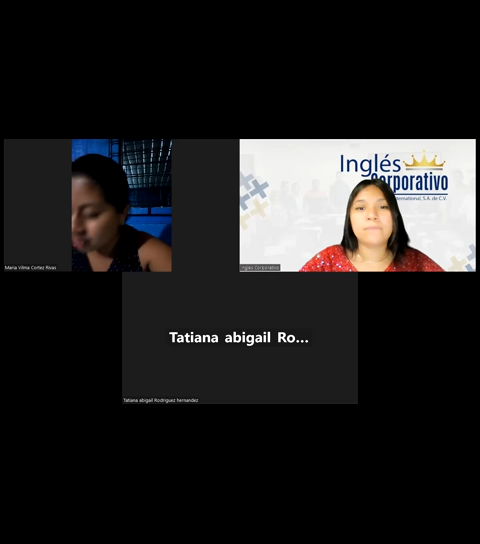 Inglés
Corporativo
International, S.A. de C.V.
Maria Vilma Cortez Rivas
Inglés Corporativo
Tatiana abigail Ro...
Tatiana abigail Rodriguez hernandez